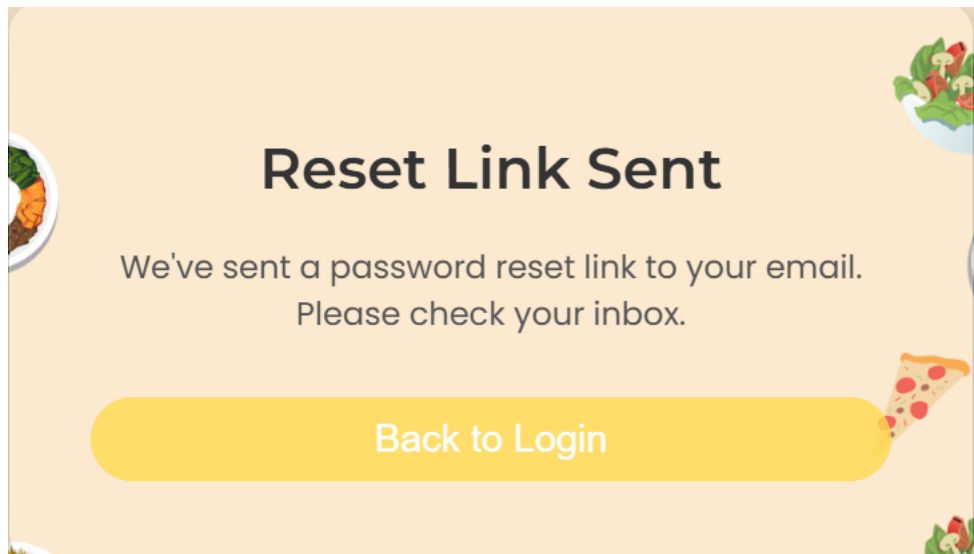 Reset Link Sent
We've sent a password reset link to your email.
Please check your inbox.
Back to Login